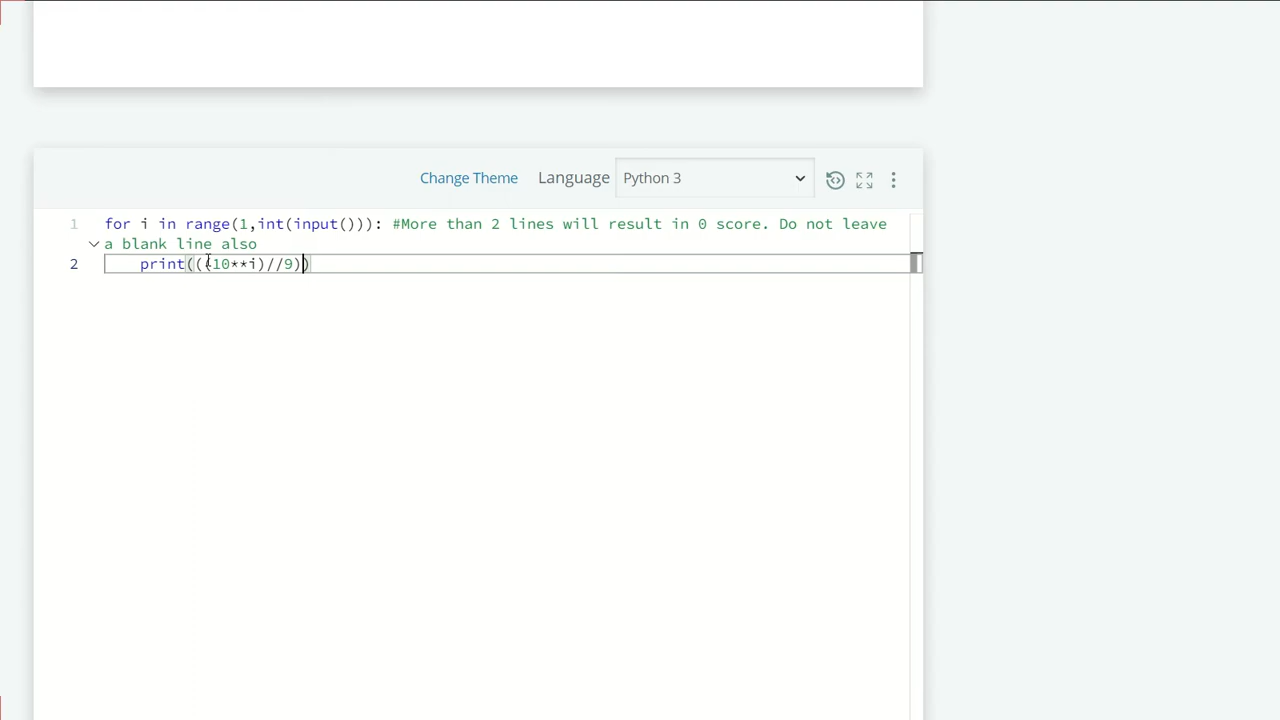 Change Theme Language Python 3
1 for i in range(1,int(input())): #More than 2 lines will result in 0 score. Do not leave
a blank line also
2 print(((10**i)//9))